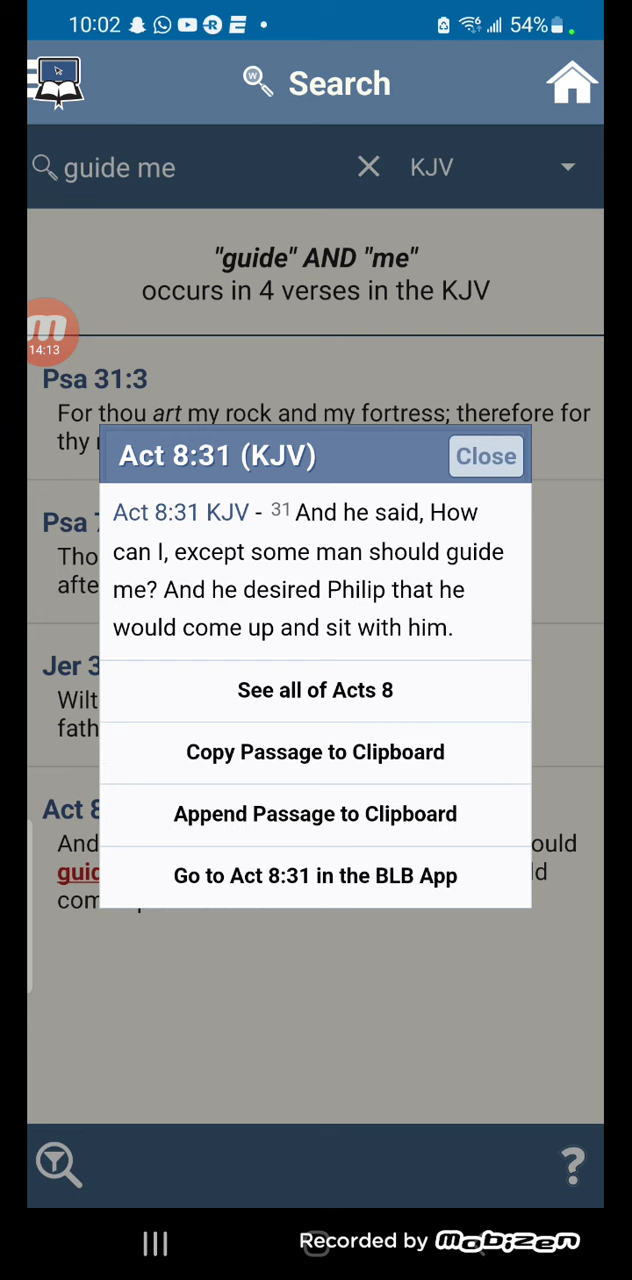 10:02
54%
W
Search
guide me
KJV
"guide" AND "me"
occurs in 4 verses in the KJV
m
14:13
Psa 31:3
For thou art my rock and my fortress; therefore for
thy
Act 8:31 (KJV)
Close
Act 8:31 KJV - 31 And he said, How
can I, except some man should guide
me? And he desired Philip that he
would come up and sit with him.
See all of Acts 8
Copy Passage to Clipboard
Append Passage to Clipboard
Go to Act 8:31 in the BLB App
Psa
Tho
afte
Jer 3
Wilt
fath
Act 8
And
ould
guid
ld
com
?
Recorded by mobizen